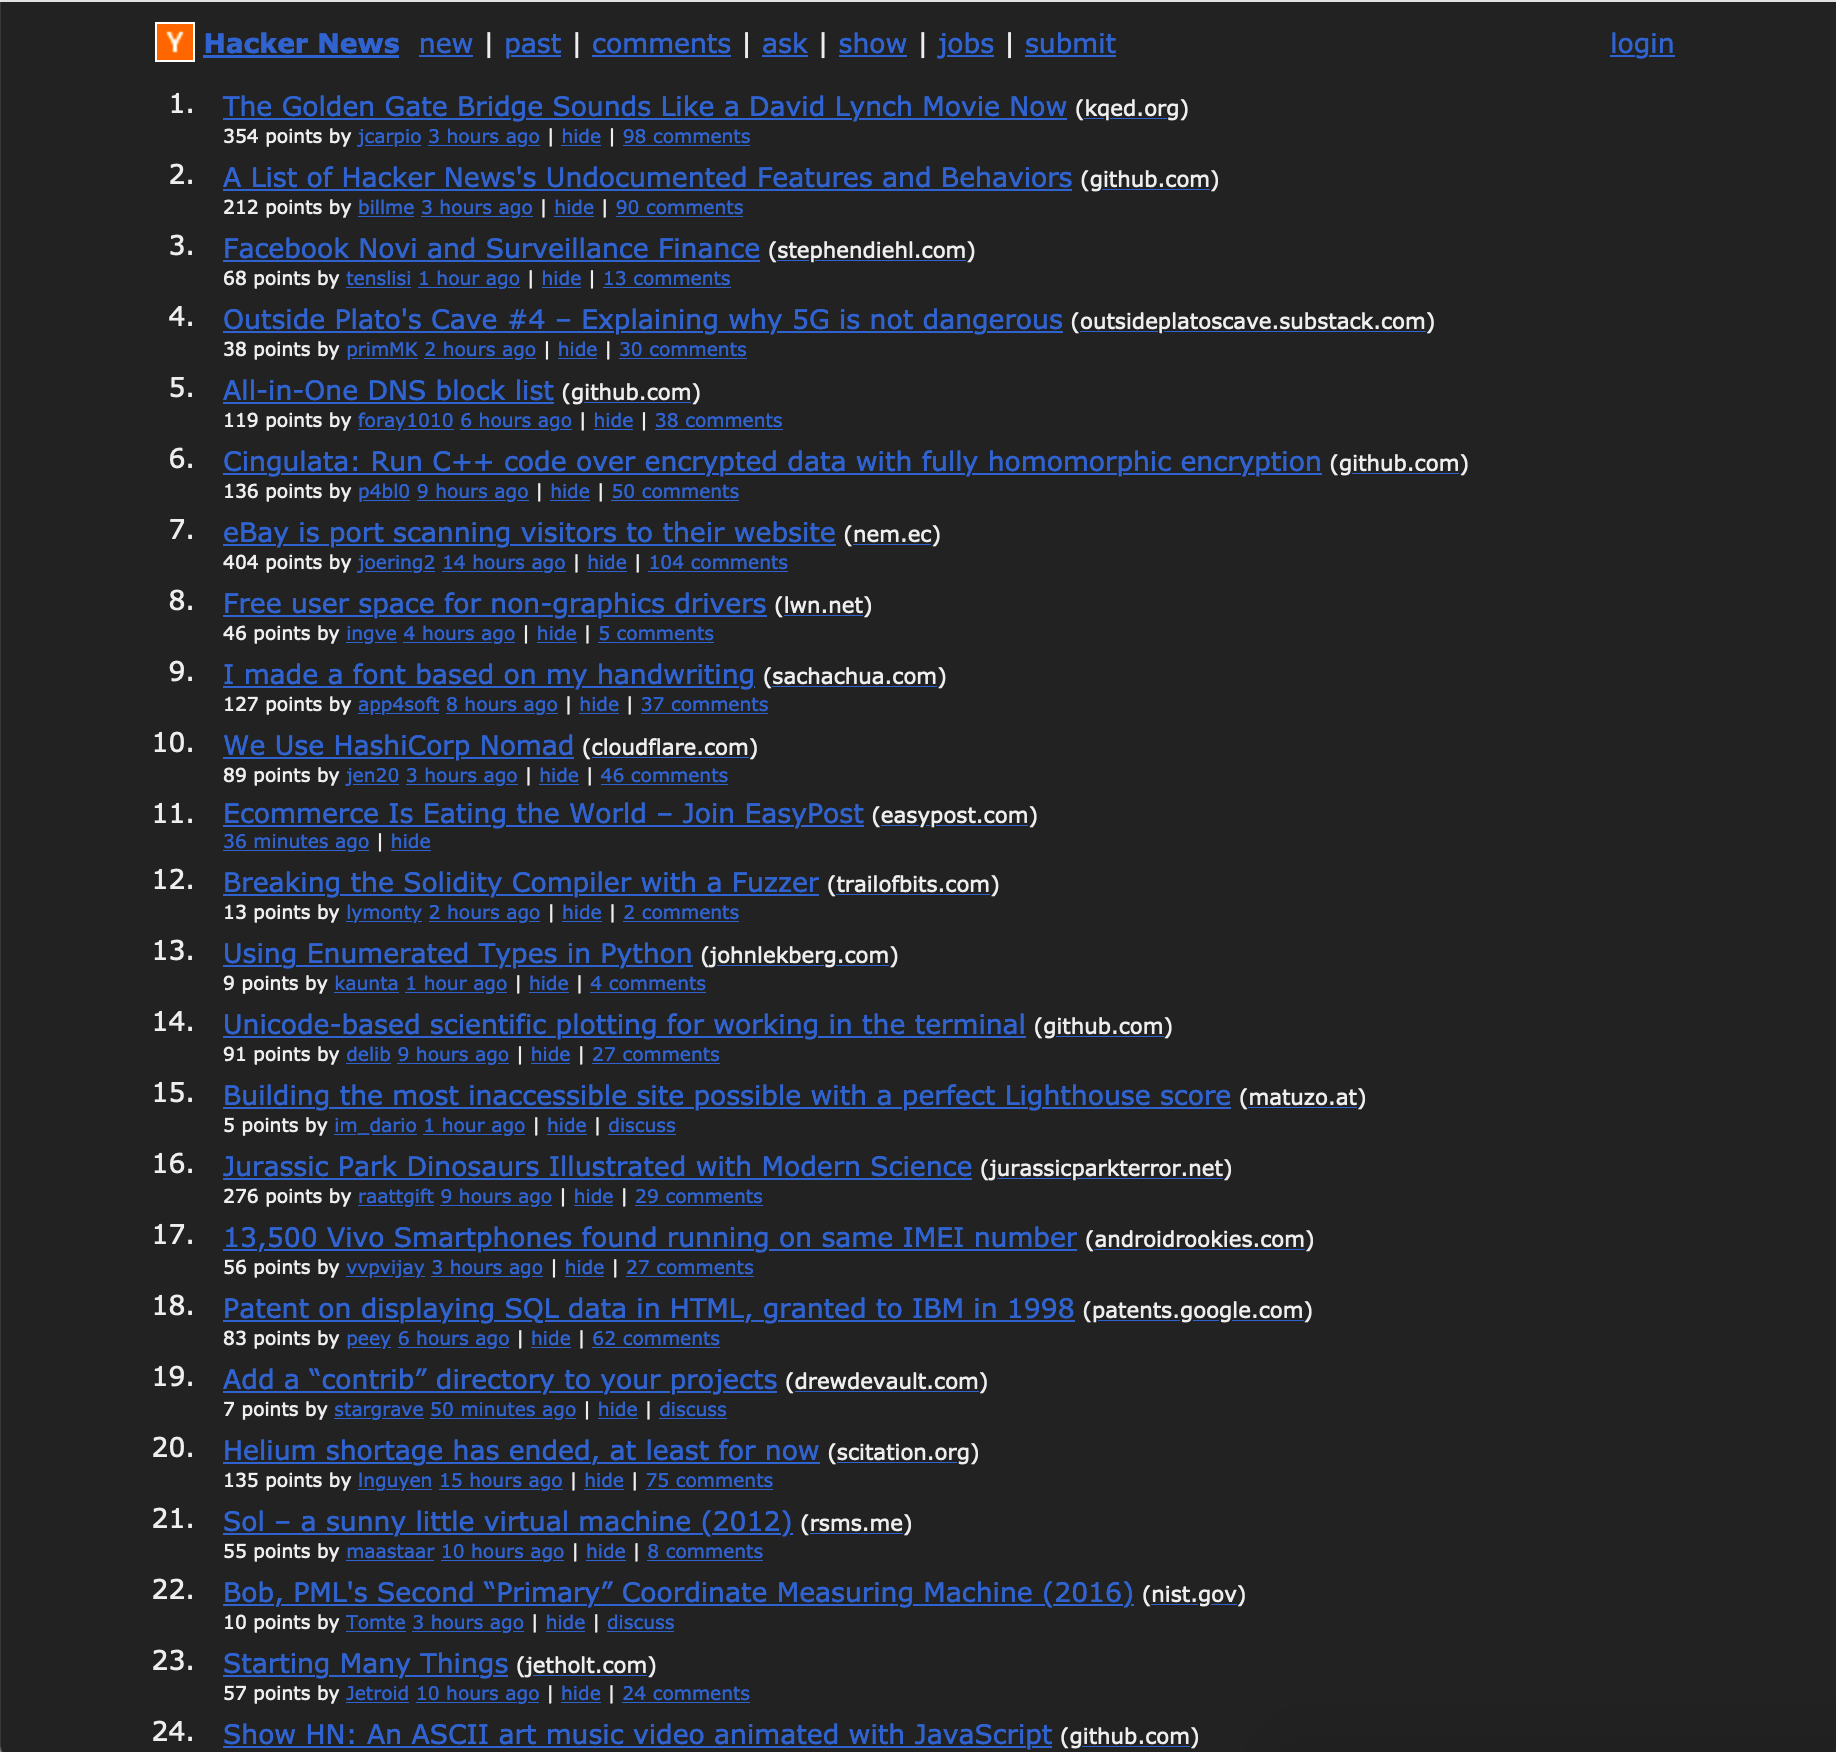 Y Hacker News new | past | comments | ask | show | jobs | submit login
1. The Golden Gate Bridge Sounds Like a David Lynch Movie Now (kqed.org)
354 points by jcarpio 3 hours ago | hide | 98 comments
2. A List of Hacker News's Undocumented Features and Behaviors (github.com)
212 points by billme 3 hours ago | hide | 90 comments
3. Facebook Novi and Surveillance Finance (stephendiehl.com)
68 points by tenslisi 1 hour ago | hide | 13 comments
4. Outside Plato's Cave #4 – Explaining why 5G is not dangerous (outsideplatoscave.substack.com)
38 points by primMK 2 hours ago | hide | 30 comments
5. All-in-One DNS block list (github.com)
119 points by foray1010 6 hours ago | hide | 38 comments
6. Cingulata: Run C++ code over encrypted data with fully homomorphic encryption (github.com)
136 points by p4bl0 9 hours ago | hide | 50 comments
7. eBay is port scanning visitors to their website (nem.ec)
404 points by joering2 14 hours ago | hide | 104 comments
8. Free user space for non-graphics drivers (lwn.net)
46 points by ingve 4 hours ago | hide | 5 comments
9. I made a font based on my handwriting (sachachua.com)
127 points by app4soft 8 hours ago | hide | 37 comments
10. We Use HashiCorp Nomad (cloudflare.com)
89 points by jen20 3 hours ago | hide | 46 comments
11. Ecommerce Is Eating the World – Join EasyPost (easypost.com)
36 minutes ago | hide
12. Breaking the Solidity Compiler with a Fuzzer (trailofbits.com)
13 points by lymonty 2 hours ago | hide | 2 comments
13. Using Enumerated Types in Python (johnlekberg.com)
9 points by kaunta 1 hour ago | hide | 4 comments
14. Unicode-based scientific plotting for working in the terminal (github.com)
91 points by delib 9 hours ago | hide | 27 comments
15. Building the most inaccessible site possible with a perfect Lighthouse score (matuzo.at)
5 points by im_dario 1 hour ago | hide | discuss
16. Jurassic Park Dinosaurs Illustrated with Modern Science (jurassicparkterror.net)
276 points by raattgift 9 hours ago | hide | 29 comments
17. 13,500 Vivo Smartphones found running on same IMEI number (androidrookies.com)
56 points by vvpvijay 3 hours ago | hide | 27 comments
18. Patent on displaying SQL data in HTML, granted to IBM in 1998 (patents.google.com)
83 points by peey 6 hours ago | hide | 62 comments
19. Add a “contrib” directory to your projects (drewdevault.com)
7 points by stargrave 50 minutes ago | hide | discuss
20. Helium shortage has ended, at least for now (scitation.org)
135 points by lnguyen 15 hours ago | hide | 75 comments
21. Sol – a sunny little virtual machine (2012) (rsms.me)
55 points by maastaar 10 hours ago | hide | 8 comments
22. Bob, PML's Second “Primary” Coordinate Measuring Machine (2016) (nist.gov)
10 points by Tomte 3 hours ago | hide | discuss
23. Starting Many Things (jetholt.com)
57 points by Jetroid 10 hours ago | hide | 24 comments
24. Show HN: An ASCII art music video animated with JavaScript (github.com)